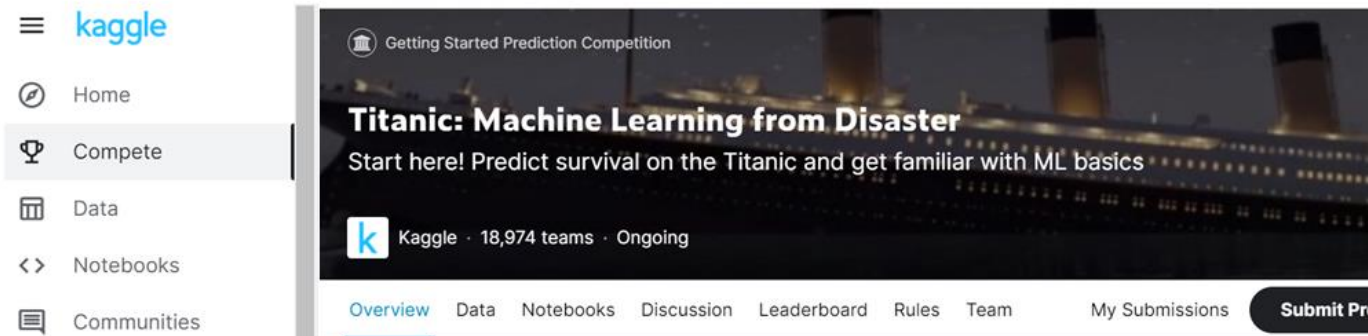 kaggle
Home
Compete
Data
Notebooks
Communities
Getting Started Prediction Competition
Titanic: Machine Learning from Disaster
Start here! Predict survival on the Titanic and get familiar with ML basics
k
Kaggle · 18,974 teams · Ongoing
Overview Data Notebooks Discussion Leaderboard Rules Team My Submissions Submit Pr